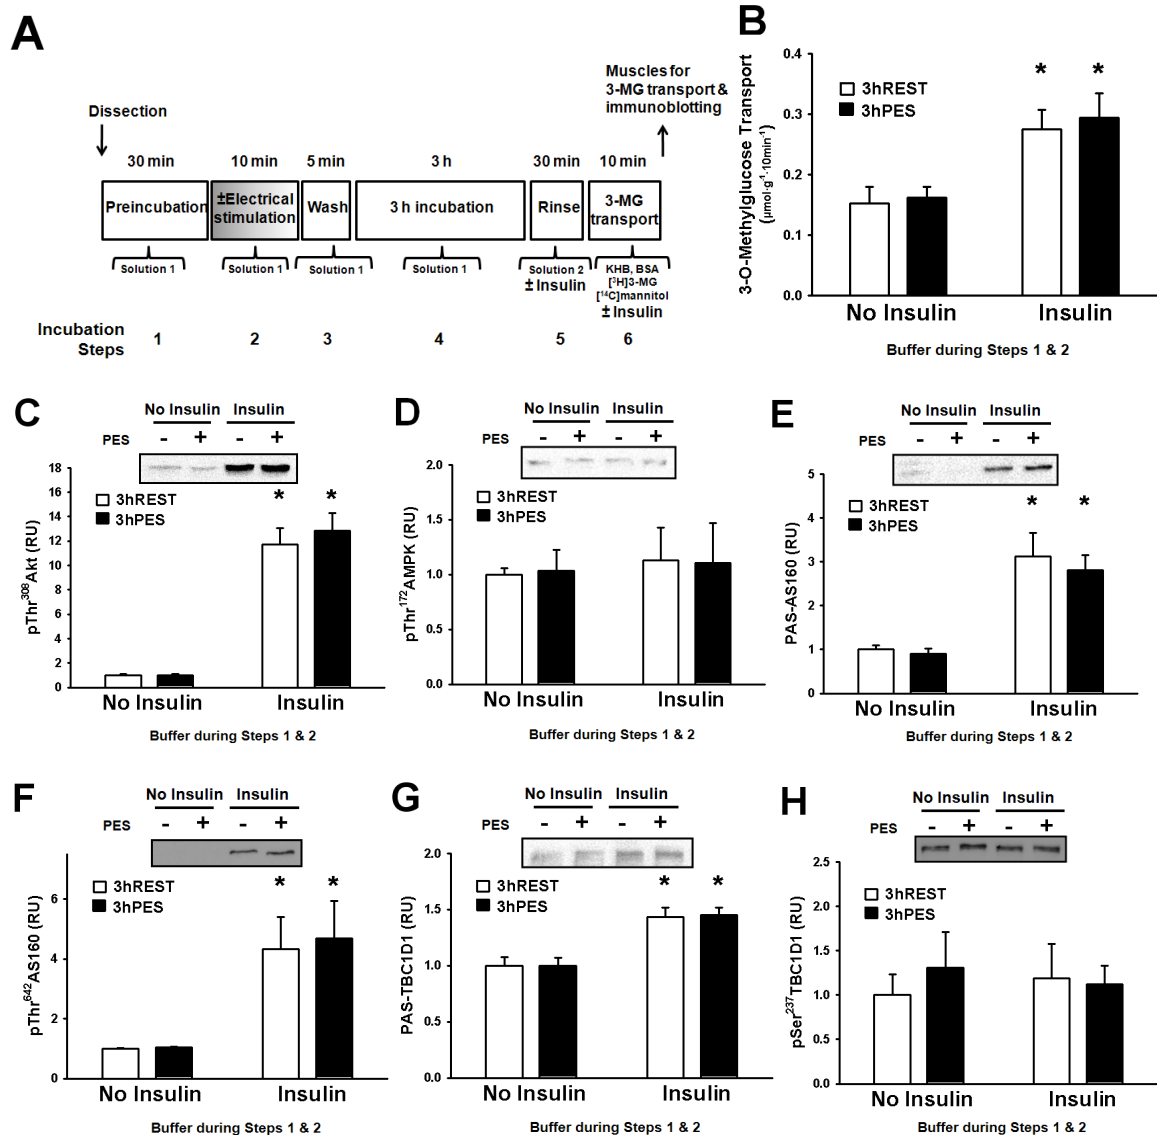 A
Dissection
Muscles for
3-MG transport &
immunoblotting
30 min
10 min
5 min
3 h
30 min
10 min
Preincubation
±Electrical
stimulation
Wash
3 h incubation
Rinse
3-MG
transport
Solution 1
Solution 1
Solution 1
Solution 1
Solution 2
± Insulin
KHB, BSA
[³H]3-MG
[¹⁴C]mannitol
± Insulin
Incubation
Steps
1
2
3
4
5
6
B
3-O-Methylglucose Transport
(µmol·g⁻¹·10min⁻¹)
0.4
0.3
0.2
0.1
0.0
3hREST
3hPES
*
*
No Insulin
Insulin
Buffer during Steps 1 & 2
C
No Insulin
Insulin
PES
-
+
-
+
pThr³⁰⁸Akt (RU)
18
16
14
12
10
8
6
4
2
0
3hREST
3hPES
*
*
No Insulin
Insulin
Buffer during Steps 1 & 2
D
No Insulin
Insulin
PES
-
+
-
+
pThr¹⁷²AMPK (RU)
2.0
1.5
1.0
0.5
0.0
3hREST
3hPES
No Insulin
Insulin
Buffer during Steps 1 & 2
E
No Insulin
Insulin
PES
-
+
-
+
PAS-AS160 (RU)
5
4
3
2
1
0
3hREST
3hPES
*
*
No Insulin
Insulin
Buffer during Steps 1 & 2
F
No Insulin
Insulin
PES
-
+
-
+
pThr⁶⁴²AS160 (RU)
6
4
2
0
3hREST
3hPES
*
*
No Insulin
Insulin
Buffer during Steps 1 & 2
G
No Insulin
Insulin
PES
-
+
-
+
PAS-TBC1D1 (RU)
2.0
1.5
1.0
0.5
0.0
3hREST
3hPES
*
*
No Insulin
Insulin
Buffer during Steps 1 & 2
H
No Insulin
Insulin
PES
-
+
-
+
pSer²³⁷TBC1D1 (RU)
2.5
2.0
1.5
1.0
0.5
0.0
3hREST
3hPES
No Insulin
Insulin
Buffer during Steps 1 & 2